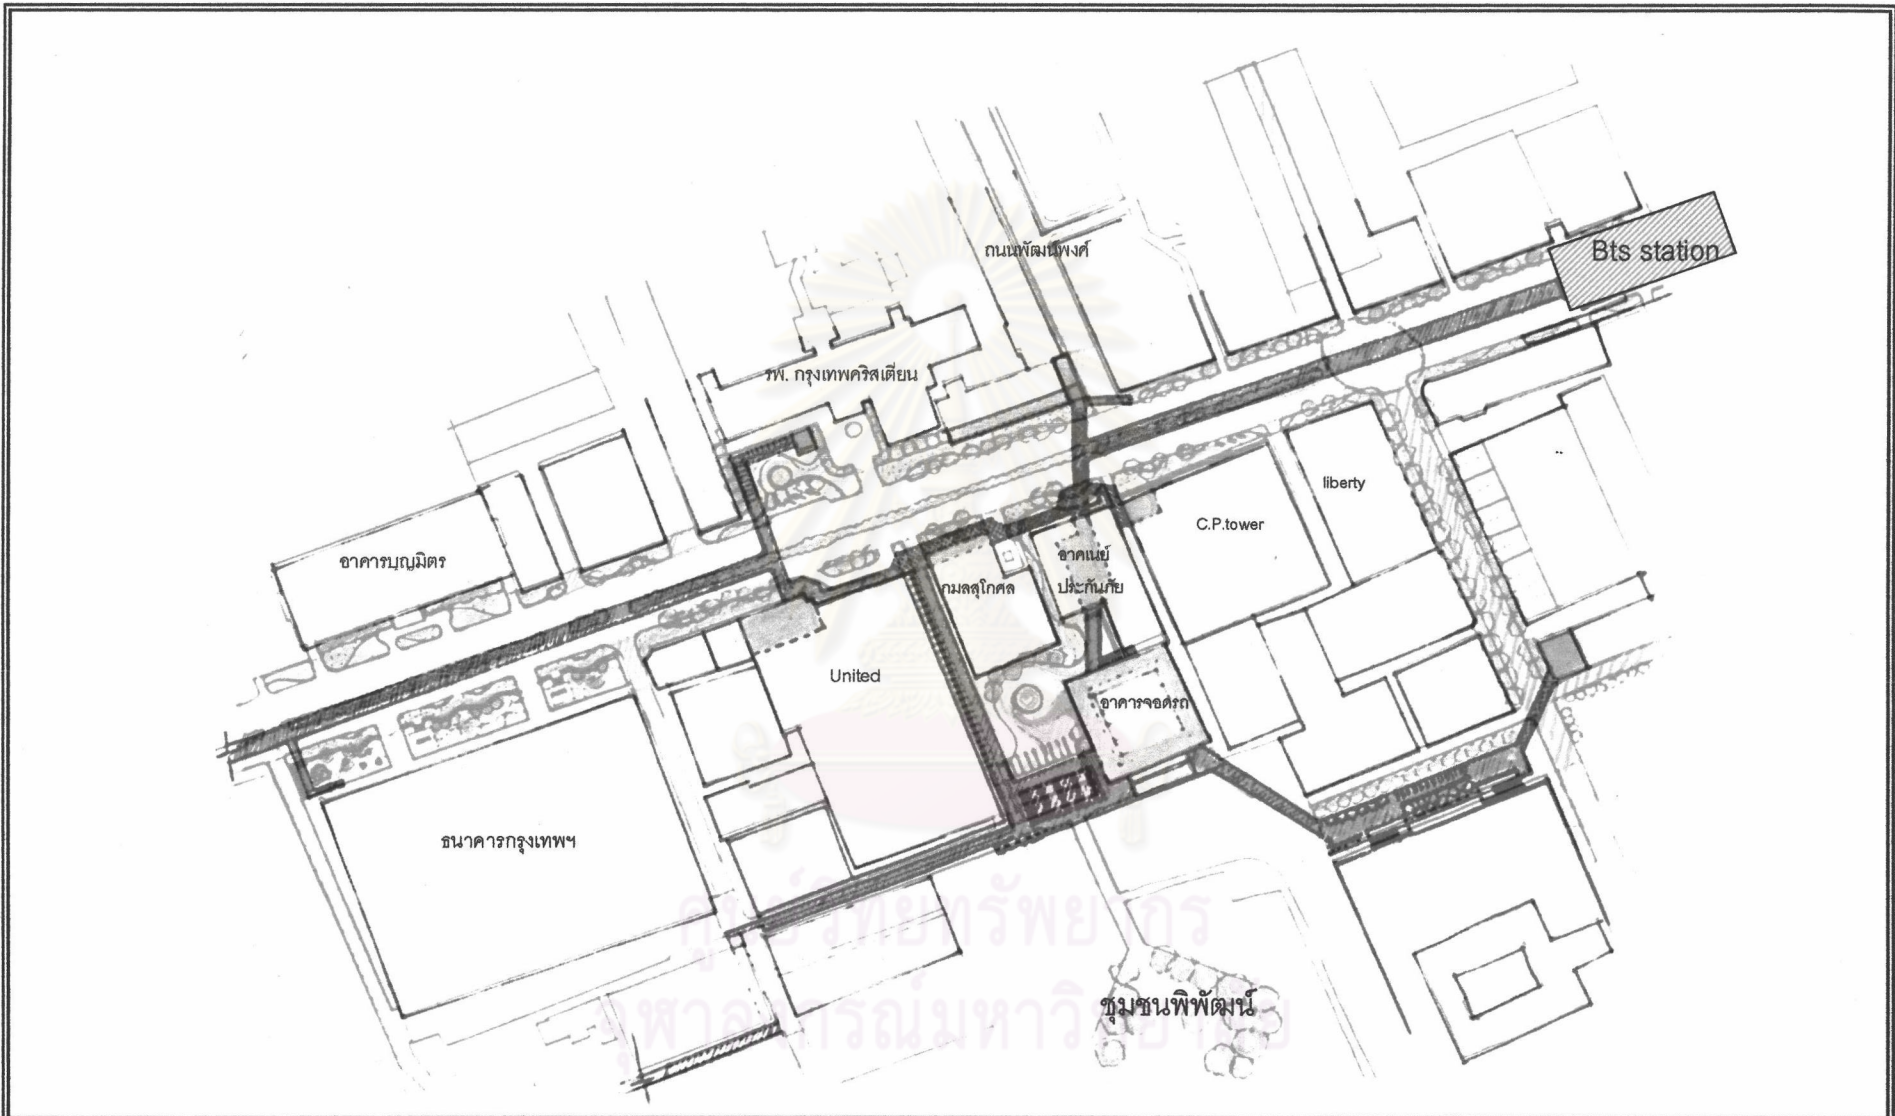 ถนนพัฒน์พงศ์
Bts station
รพ. กรุงเทพคริสเตียน
liberty
C.P.tower
อาคารบุญมิตร
อาคเนย์
ประกันภัย
กมลสุโกศล
United
อาคารจอดรถ
ธนาคารกรุงเทพฯ
ศูนย์วิทยทรัพยากร
ชุมชนพิพัฒน์
จุฬาลงกรณ์มหาวิทยาลัย